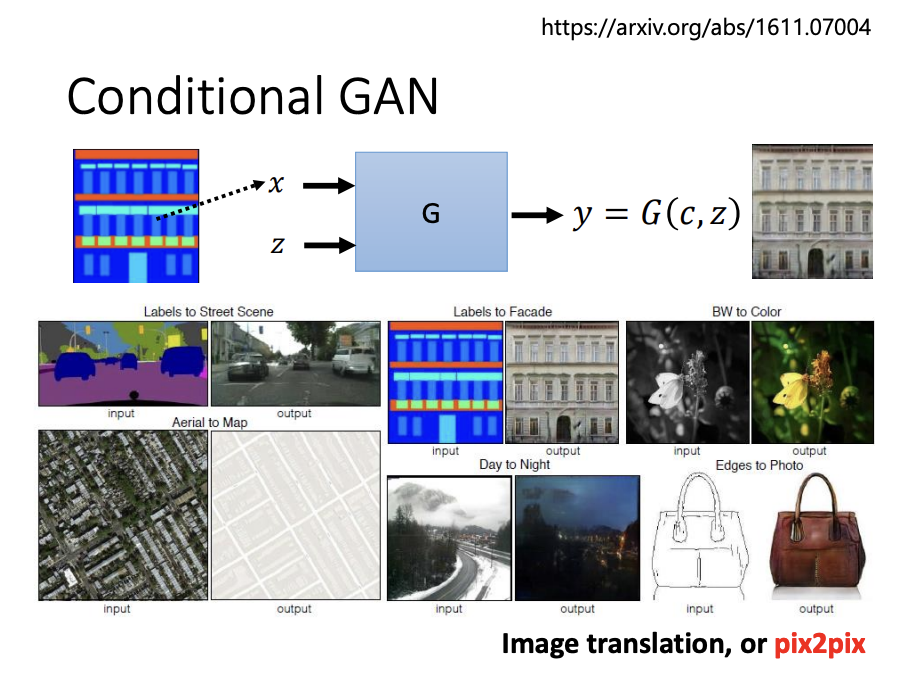 https://arxiv.org/abs/1611.07004
Conditional GAN
x
G
y = G(c, z)
z
Labels to Street Scene
input
output
Labels to Facade
input
output
BW to Color
input
output
Aerial to Map
input
output
Day to Night
input
output
Edges to Photo
input
output
Image translation, or pix2pix